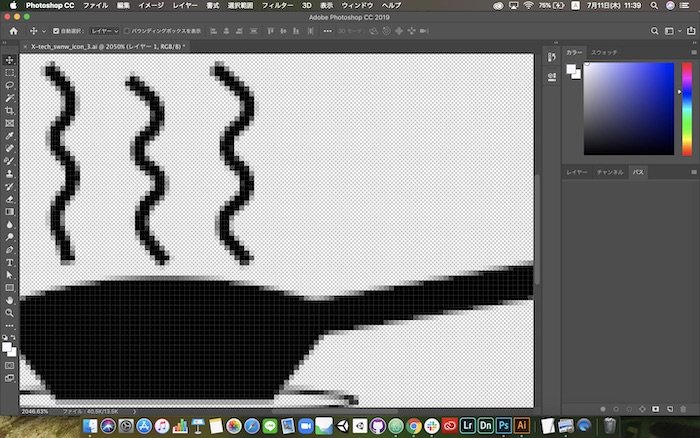 Photoshop CC ファイル 編集 イメージ レイヤー 書式 選択範囲 フィルター 3D 表示 ウィンドウ ヘルプ 76% 7月11日(木) 11:39
Adobe Photoshop CC 2019
自動選択: レイヤー バウンディングボックスを表示 3D モード:
X-tech_swnw_icon_3.ai @ 2050% (レイヤー 1, RGB/8) *
カラー スウォッチ
レイヤー チャンネル パス
T
2046.63% ファイル : 40.9K/13.5K
Lr Dn Ps Ai